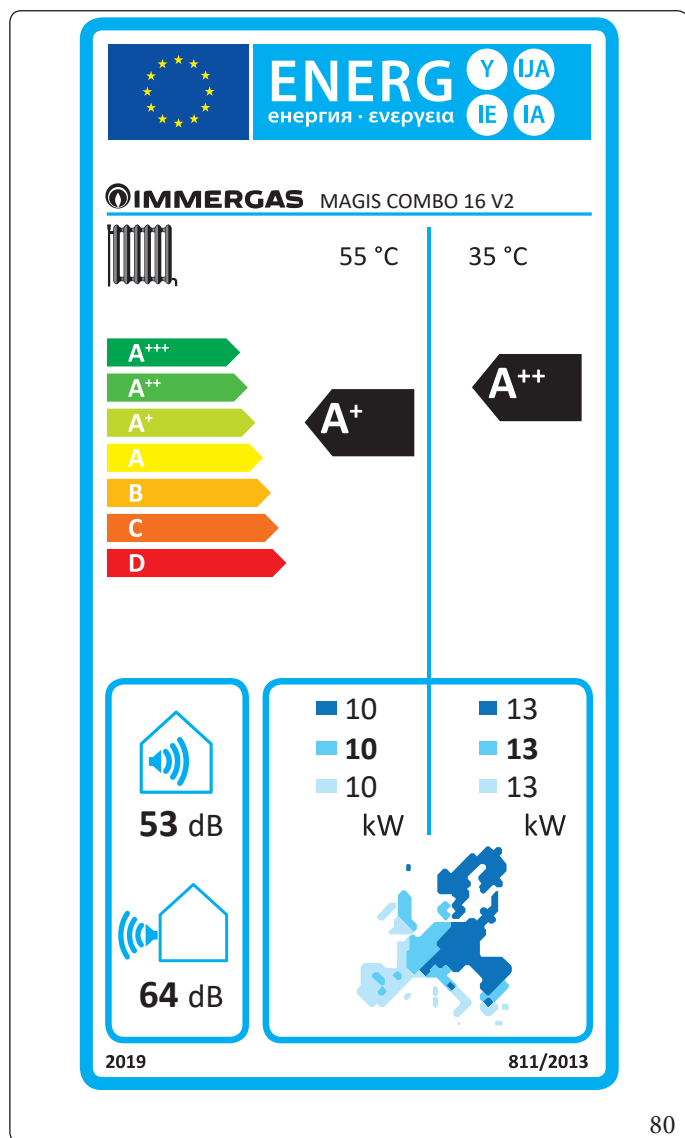 ENERG Y IJA
енергия · ενεργεια IE IA
IMMERGAS MAGIS COMBO 16 V2
55 °C 35 °C
A+++
A++
A+
A
B
C
D
A+
A++
10 13
10 13
10 13
kW kW
53 dB
64 dB
2019 811/2013
80